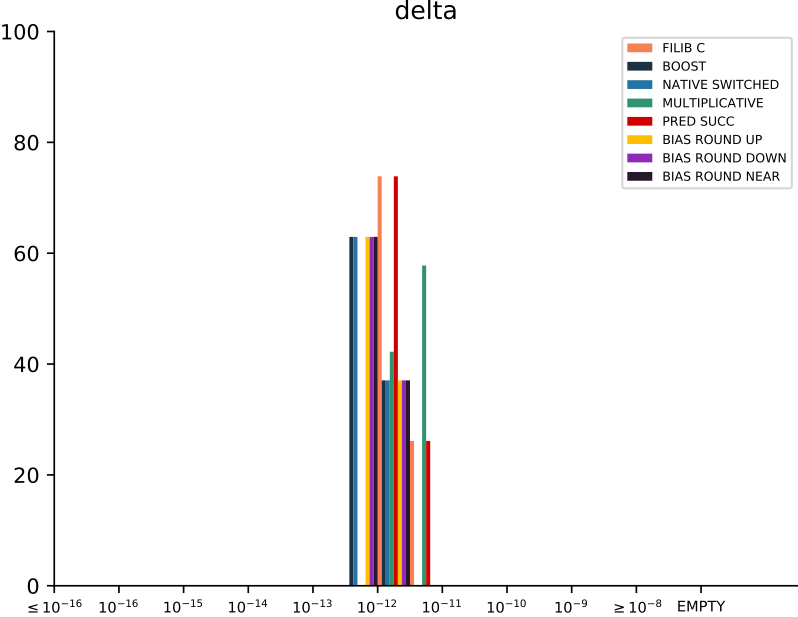 delta
100
80
60
40
20
0
FILIB C
BOOST
NATIVE SWITCHED
MULTIPLICATIVE
PRED SUCC
BIAS ROUND UP
BIAS ROUND DOWN
BIAS ROUND NEAR
≤10⁻¹⁶ 10⁻¹⁶ 10⁻¹⁵ 10⁻¹⁴ 10⁻¹³ 10⁻¹² 10⁻¹¹ 10⁻¹⁰ 10⁻⁹ ≥10⁻⁸ EMPTY